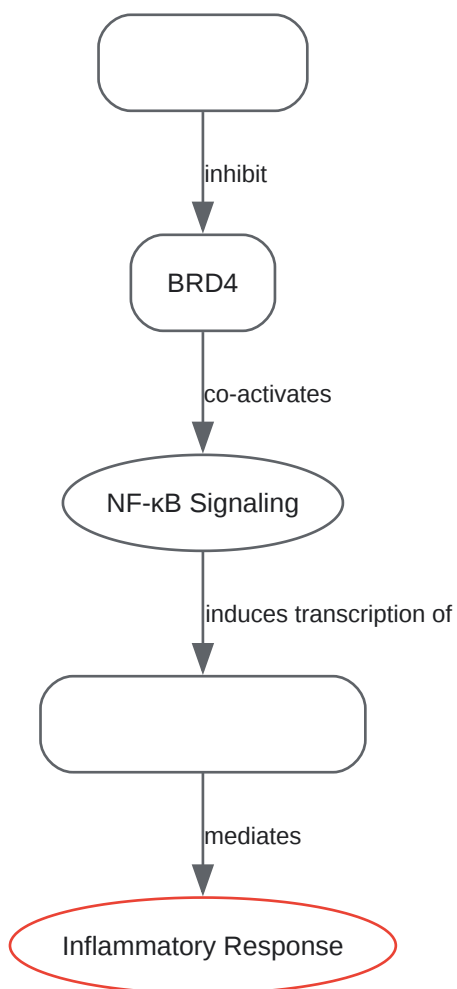 inhibit
BRD4
co-activates
NF-κB Signaling
induces transcription of
mediates
Inflammatory Response